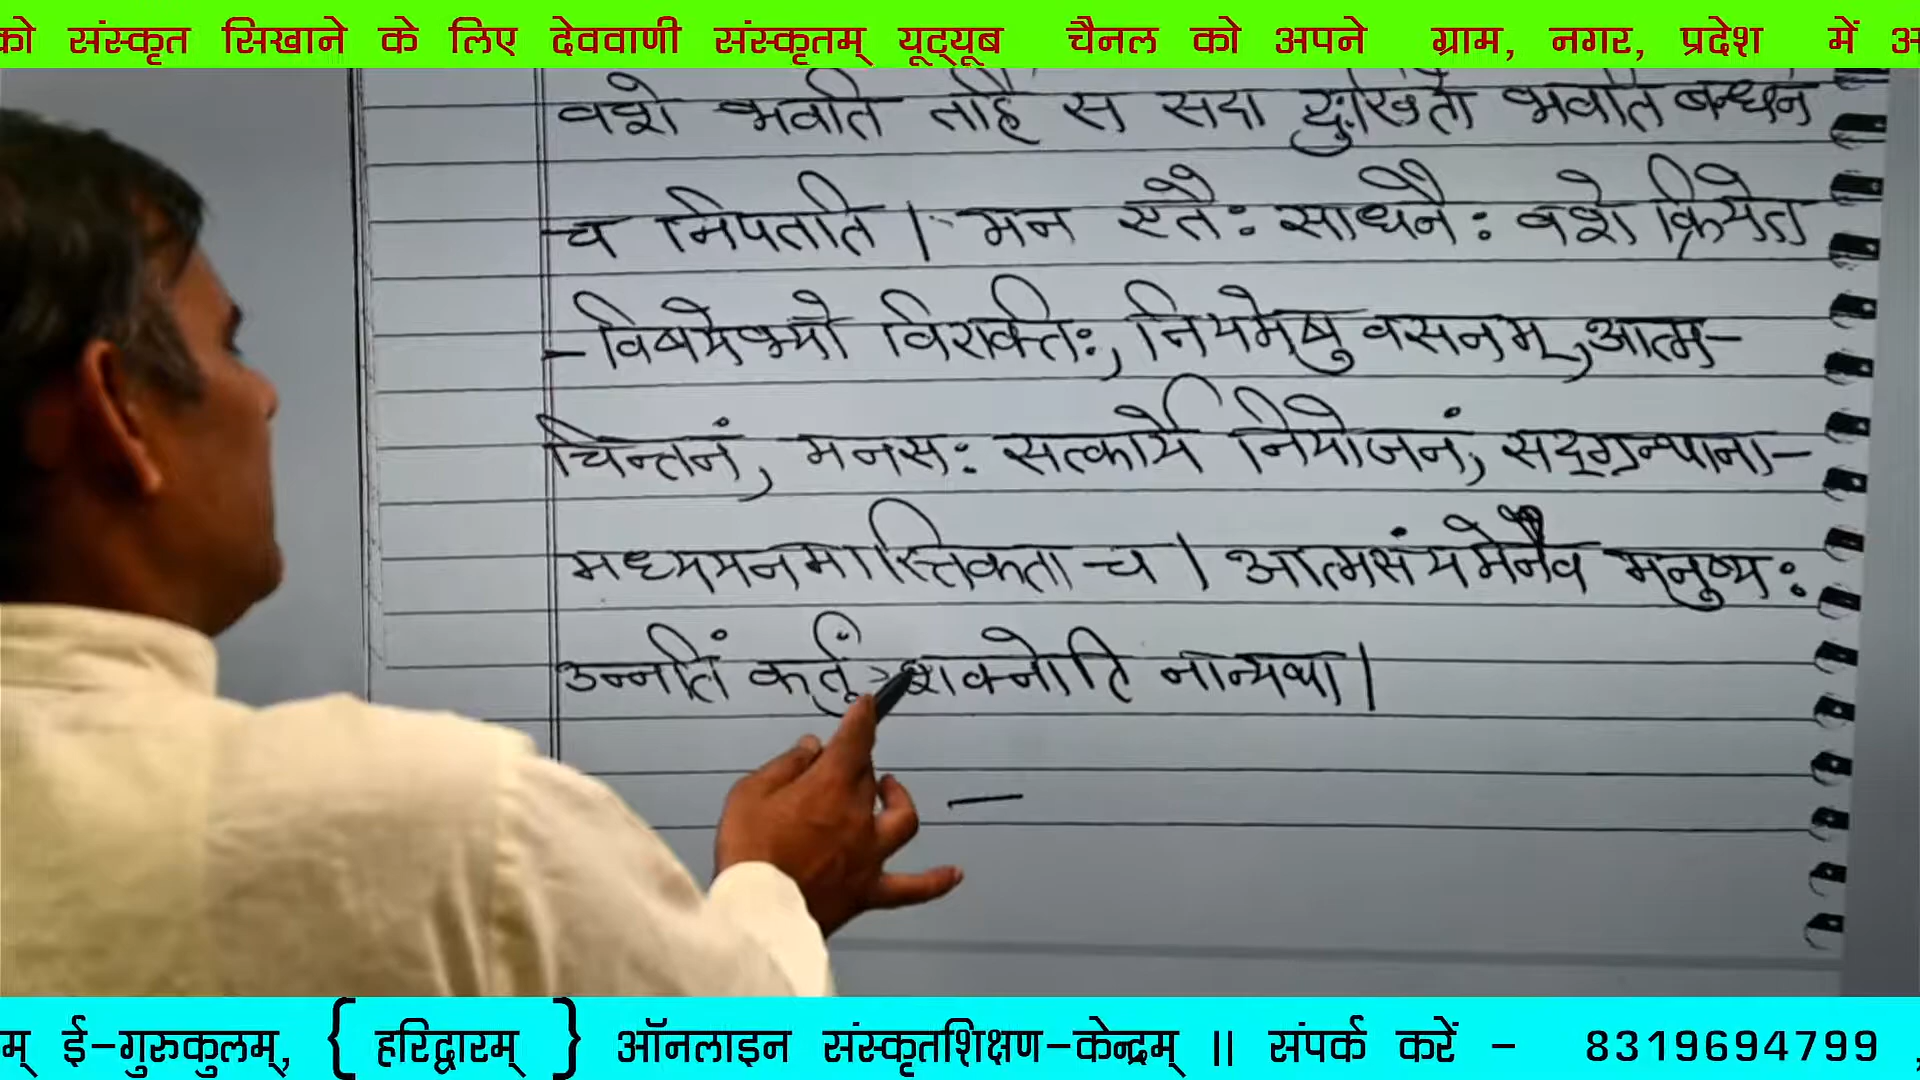 को संस्कृत सिखाने के लिए देववाणी संस्कृतम् यूट्यूब चैनल को अपने ग्राम, नगर, प्रदेश में अ
वशे भवति तर्हि स सदा दुःखितो भवति बन्धने
च निपतति । मन एतैः साधनैः वशे क्रियेत
-विषयेभ्यो विरक्तिः, नियमेषु वसनम्, आत्म-
चिन्तनं, मनसः सत्कार्ये नियोजनं, सद्ग्रन्थाना-
मध्ययनमास्तिकता च । आत्मसंयमेनैव मनुष्यः
उन्नतिं कर्तुं शक्नोति नान्यथा ।
—
म् ई-गुरुकुलम्, { हरिद्वारम् } ऑनलाइन संस्कृतशिक्षण-केन्द्रम् || संपर्क करें - 8319694799 ,